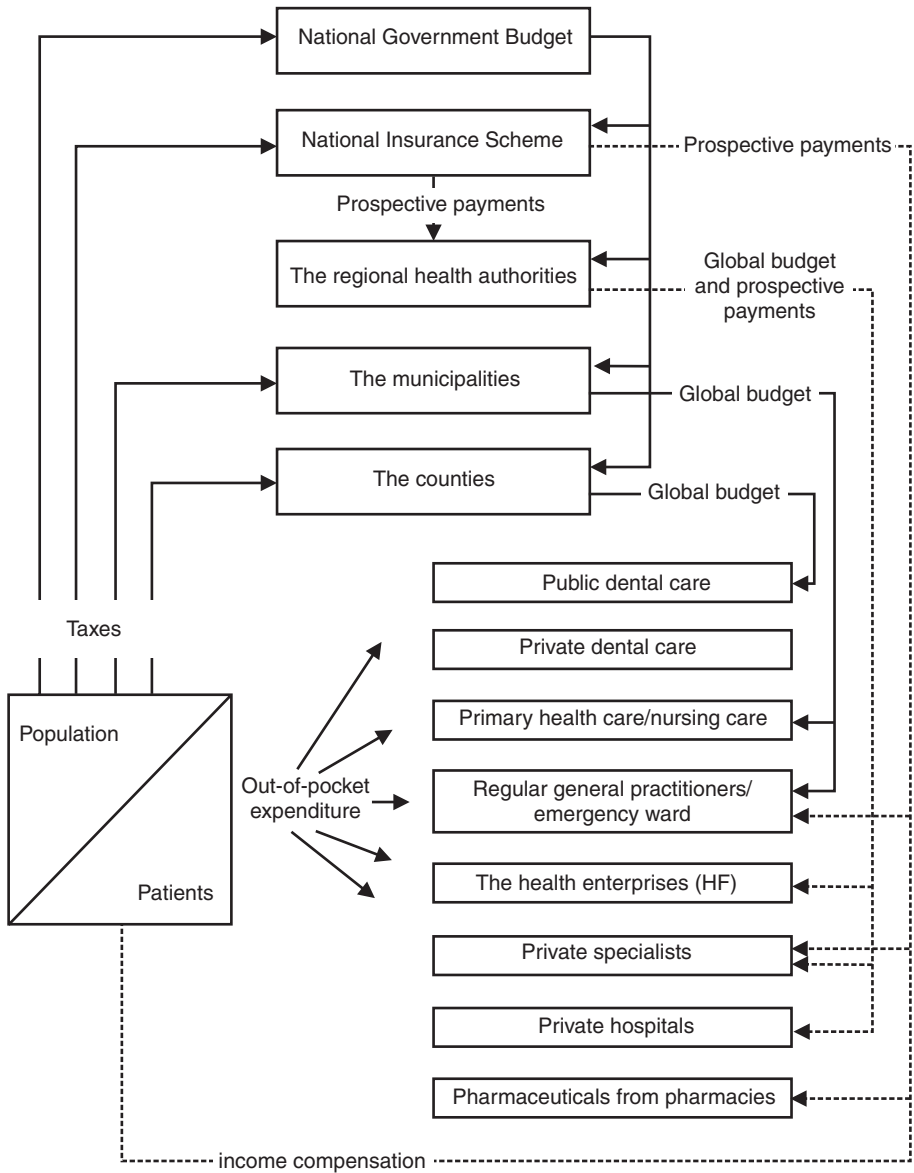 National Government Budget
National Insurance Scheme
Prospective payments
Prospective payments
The regional health authorities
Global budget
and prospective
payments
The municipalities
Global budget
The counties
Global budget
Public dental care
Taxes
Private dental care
Population
Primary health care/nursing care
Out-of-pocket
expenditure
Regular general practitioners/
emergency ward
The health enterprises (HF)
Patients
Private specialists
Private hospitals
Pharmaceuticals from pharmacies
income compensation